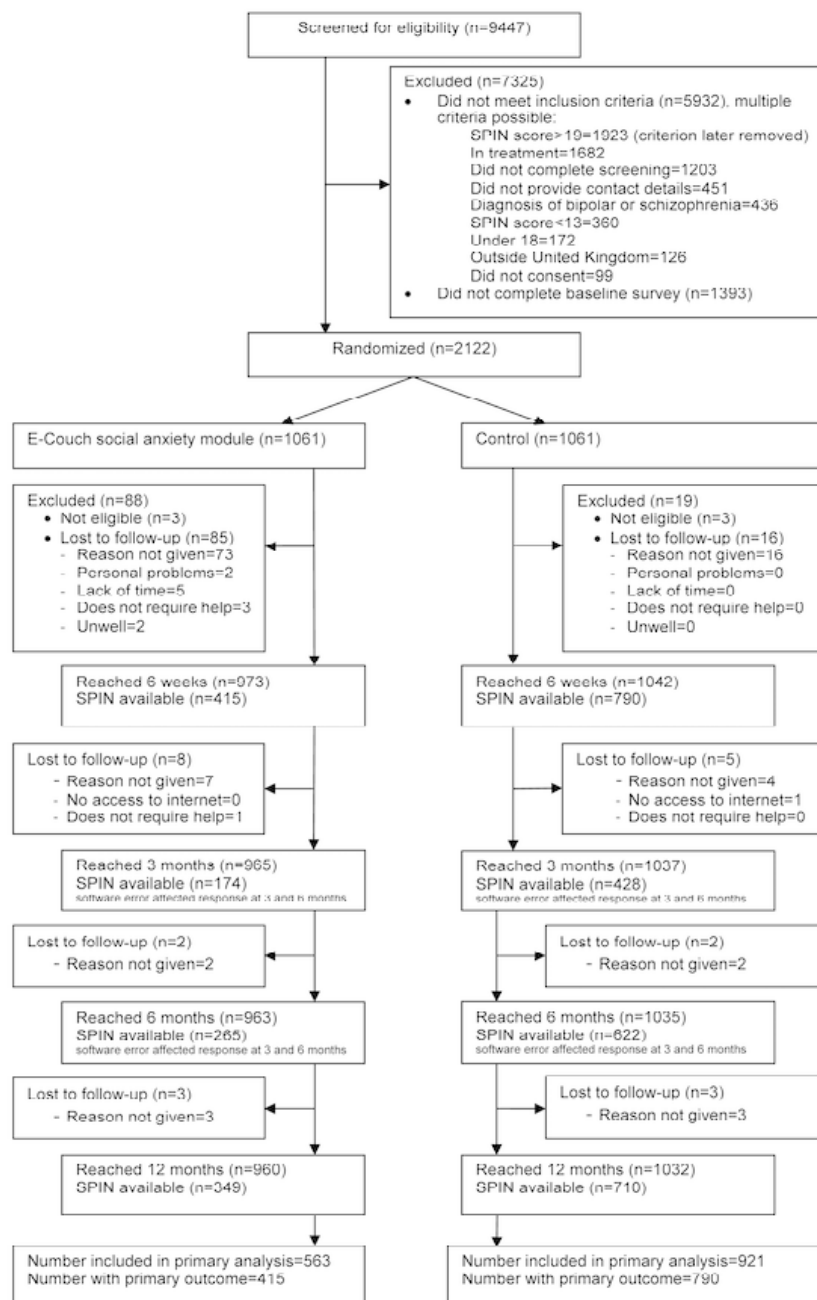 Screened for eligibility (n=9447)
Excluded (n=7325)
• Did not meet inclusion criteria (n=5932), multiple
criteria possible:
SPIN score>19=1923 (criterion later removed)
In treatment=1682
Did not complete screening=1203
Did not provide contact details=451
Diagnosis of bipolar or schizophrenia=436
SPIN score<13=360
Under 18=172
Outside United Kingdom=126
Did not consent=99
• Did not complete baseline survey (n=1393)
Randomized (n=2122)
E-Couch social anxiety module (n=1061)
Control (n=1061)
Excluded (n=88)
• Not eligible (n=3)
• Lost to follow-up (n=85)
- Reason not given=73
- Personal problems=2
- Lack of time=5
- Does not require help=3
- Unwell=2
Excluded (n=19)
• Not eligible (n=3)
• Lost to follow-up (n=16)
- Reason not given=16
- Personal problems=0
- Lack of time=0
- Does not require help=0
- Unwell=0
Reached 6 weeks (n=973)
SPIN available (n=415)
Reached 6 weeks (n=1042)
SPIN available (n=790)
Lost to follow-up (n=8)
- Reason not given=7
- No access to internet=0
- Does not require help=1
Lost to follow-up (n=5)
- Reason not given=4
- No access to internet=1
- Does not require help=0
Reached 3 months (n=965)
SPIN available (n=174)
software error affected response at 3 and 6 months
Reached 3 months (n=1037)
SPIN available (n=428)
software error affected response at 3 and 6 months
Lost to follow-up (n=2)
- Reason not given=2
Lost to follow-up (n=2)
- Reason not given=2
Reached 6 months (n=963)
SPIN available (n=265)
software error affected response at 3 and 6 months
Reached 6 months (n=1035)
SPIN available (n=622)
software error affected response at 3 and 6 months
Lost to follow-up (n=3)
- Reason not given=3
Lost to follow-up (n=3)
- Reason not given=3
Reached 12 months (n=960)
SPIN available (n=349)
Reached 12 months (n=1032)
SPIN available (n=710)
Number included in primary analysis=563
Number with primary outcome=415
Number included in primary analysis=921
Number with primary outcome=790